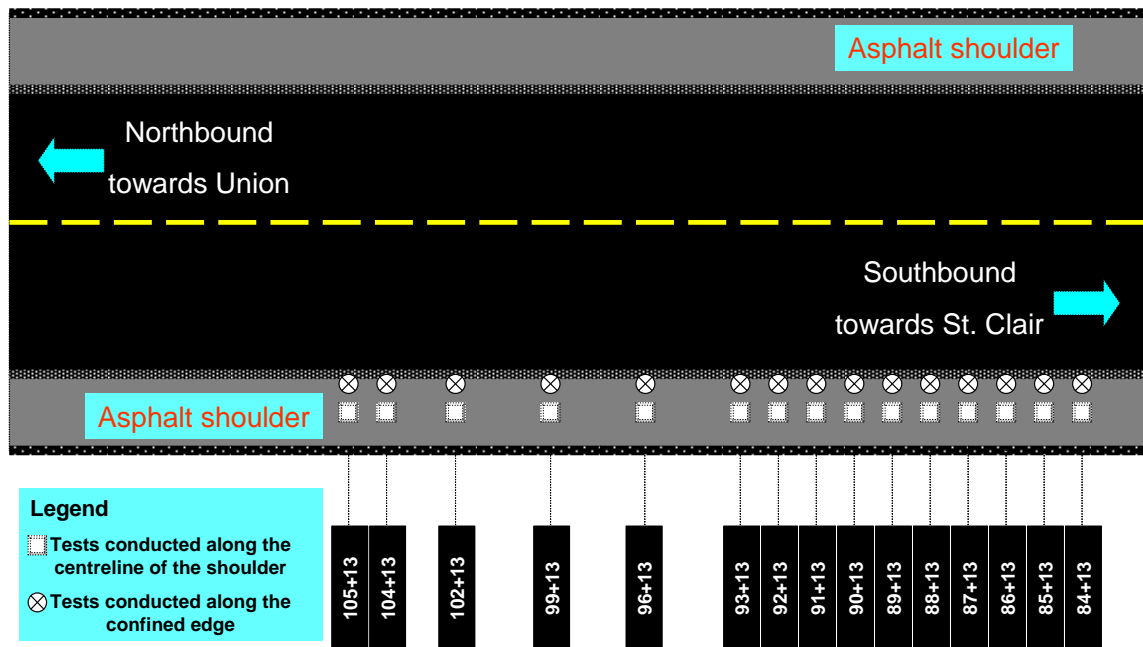 Asphalt shoulder
Northbound
towards Union
Southbound
towards St. Clair
Asphalt shoulder
Legend
Tests conducted along the
centreline of the shoulder
Tests conducted along the
confined edge
105+13
104+13
102+13
99+13
96+13
93+13
92+13
91+13
90+13
89+13
88+13
87+13
86+13
85+13
84+13